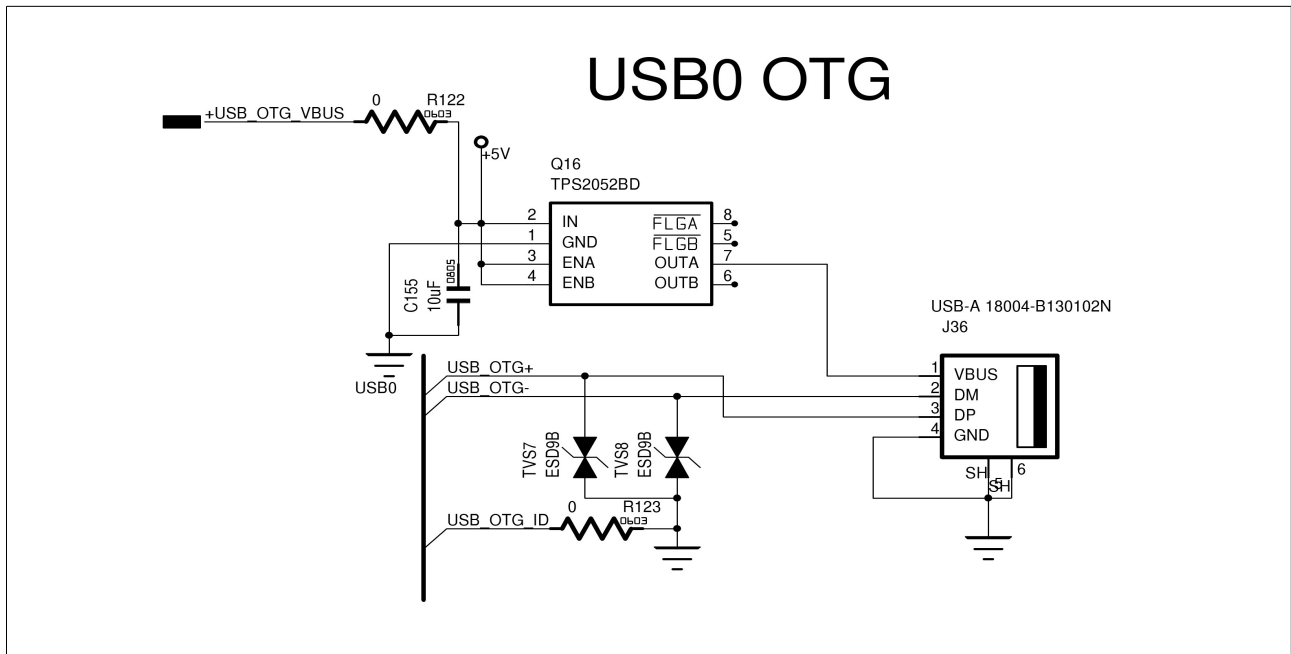 USB0 OTG
0
R122
0603
+USB_OTG_VBUS
+5V
Q16
TPS2052BD
2 IN FLGA 8
1 GND FLGB 5
3 ENA OUTA 7
4 ENB OUTB 6
C155
10uF
0805
USB-A 18004-B130102N
J36
1 VBUS
2 DM
3 DP
4 GND
SH 5
SH 6
USB0
USB_OTG+
USB_OTG-
TVS7
ESD9B
TVS8
ESD9B
USB_OTG_ID
0
R123
0603